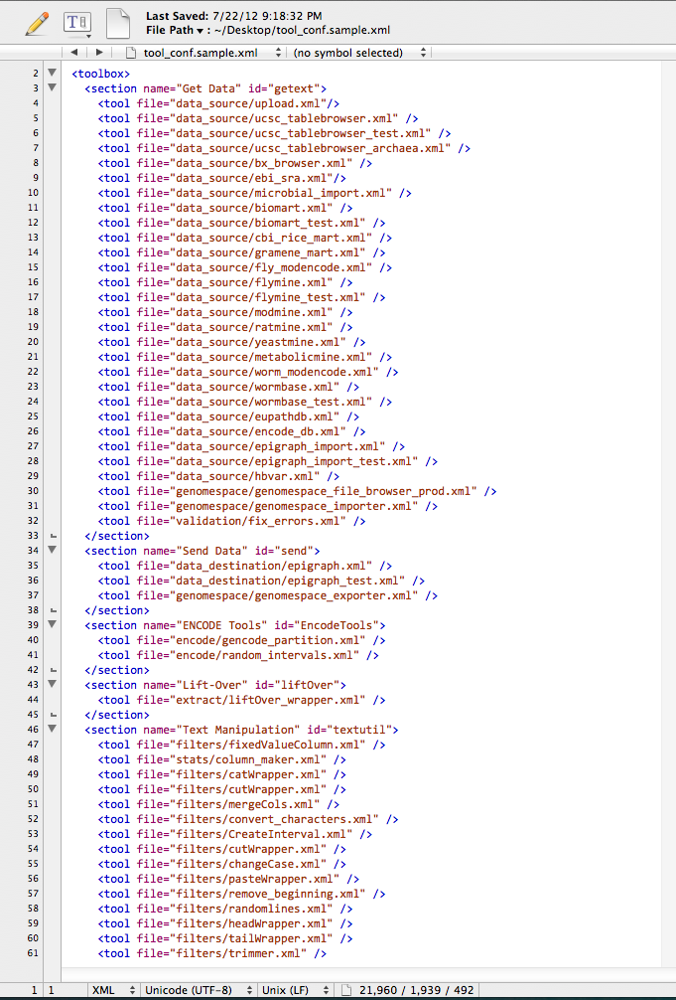 Last Saved: 7/22/12 9:18:32 PM
File Path ▾ : ~/Desktop/tool_conf.sample.xml
tool_conf.sample.xml (no symbol selected)
2 <toolbox>
3 <section name="Get Data" id="getext">
4 <tool file="data_source/upload.xml"/>
5 <tool file="data_source/ucsc_tablebrowser.xml" />
6 <tool file="data_source/ucsc_tablebrowser_test.xml" />
7 <tool file="data_source/ucsc_tablebrowser_archaea.xml" />
8 <tool file="data_source/bx_browser.xml" />
9 <tool file="data_source/ebi_sra.xml"/>
10 <tool file="data_source/microbial_import.xml" />
11 <tool file="data_source/biomart.xml" />
12 <tool file="data_source/biomart_test.xml" />
13 <tool file="data_source/cbi_rice_mart.xml" />
14 <tool file="data_source/gramene_mart.xml" />
15 <tool file="data_source/fly_modencode.xml" />
16 <tool file="data_source/flymine.xml" />
17 <tool file="data_source/flymine_test.xml" />
18 <tool file="data_source/modmine.xml" />
19 <tool file="data_source/ratmine.xml" />
20 <tool file="data_source/yeastmine.xml" />
21 <tool file="data_source/metabolicmine.xml" />
22 <tool file="data_source/worm_modencode.xml" />
23 <tool file="data_source/wormbase.xml" />
24 <tool file="data_source/wormbase_test.xml" />
25 <tool file="data_source/eupathdb.xml" />
26 <tool file="data_source/encode_db.xml" />
27 <tool file="data_source/epigraph_import.xml" />
28 <tool file="data_source/epigraph_import_test.xml" />
29 <tool file="data_source/hbvar.xml" />
30 <tool file="genomespace/genomespace_file_browser_prod.xml" />
31 <tool file="genomespace/genomespace_importer.xml" />
32 <tool file="validation/fix_errors.xml" />
33 </section>
34 <section name="Send Data" id="send">
35 <tool file="data_destination/epigraph.xml" />
36 <tool file="data_destination/epigraph_test.xml" />
37 <tool file="genomespace/genomespace_exporter.xml" />
38 </section>
39 <section name="ENCODE Tools" id="EncodeTools">
40 <tool file="encode/gencode_partition.xml" />
41 <tool file="encode/random_intervals.xml" />
42 </section>
43 <section name="Lift-Over" id="liftOver">
44 <tool file="extract/liftOver_wrapper.xml" />
45 </section>
46 <section name="Text Manipulation" id="textutil">
47 <tool file="filters/fixedValueColumn.xml" />
48 <tool file="stats/column_maker.xml" />
49 <tool file="filters/catWrapper.xml" />
50 <tool file="filters/cutWrapper.xml" />
51 <tool file="filters/mergeCols.xml" />
52 <tool file="filters/convert_characters.xml" />
53 <tool file="filters/CreateInterval.xml" />
54 <tool file="filters/cutWrapper.xml" />
55 <tool file="filters/changeCase.xml" />
56 <tool file="filters/pasteWrapper.xml" />
57 <tool file="filters/remove_beginning.xml" />
58 <tool file="filters/randomlines.xml" />
59 <tool file="filters/headWrapper.xml" />
60 <tool file="filters/tailWrapper.xml" />
61 <tool file="filters/trimmer.xml" />
1 1 XML Unicode (UTF-8) Unix (LF) 21,960 / 1,939 / 492